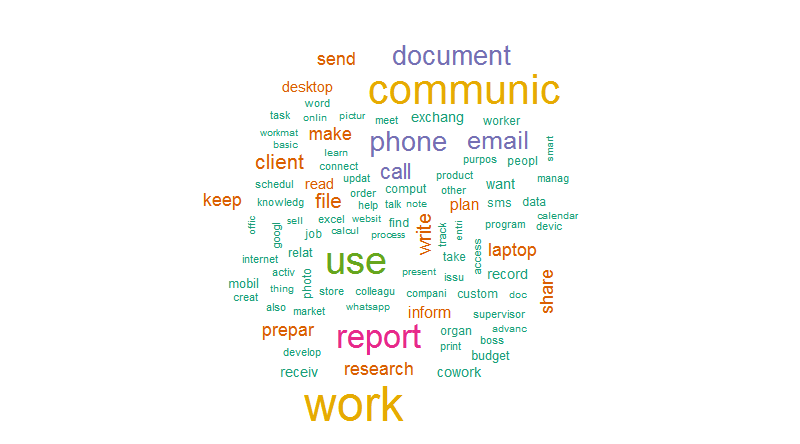 send
document
desktop
communic
word
task
onlin
pictur
meet
exchang
worker
workmat
make
phone
email
basic
learn
smart
client
connect
call
purpos
peopl
schedul
read
updat
comput
product
other
want
manag
keep
knowledg
file
order
help
talk
note
plan
sms
data
offic
sell
excel
websit
find
write
track
entri
program
calendar
devic
googl
job
calcul
process
internet
relat
use
take
access
laptop
activ
present
issu
record
mobil
thing
photo
store
colleagu
compani
custom
doc
share
creat
also
market
whatsapp
inform
supervisor
prepar
report
organ
advanc
boss
print
develop
research
budget
receiv
cowork
work